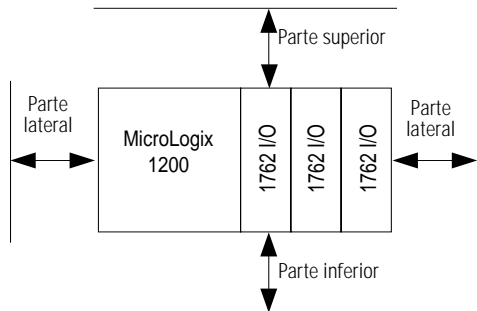 Parte superior
Parte
lateral
MicroLogix
1200
1762 I/O
1762 I/O
1762 I/O
Parte
lateral
Parte inferior